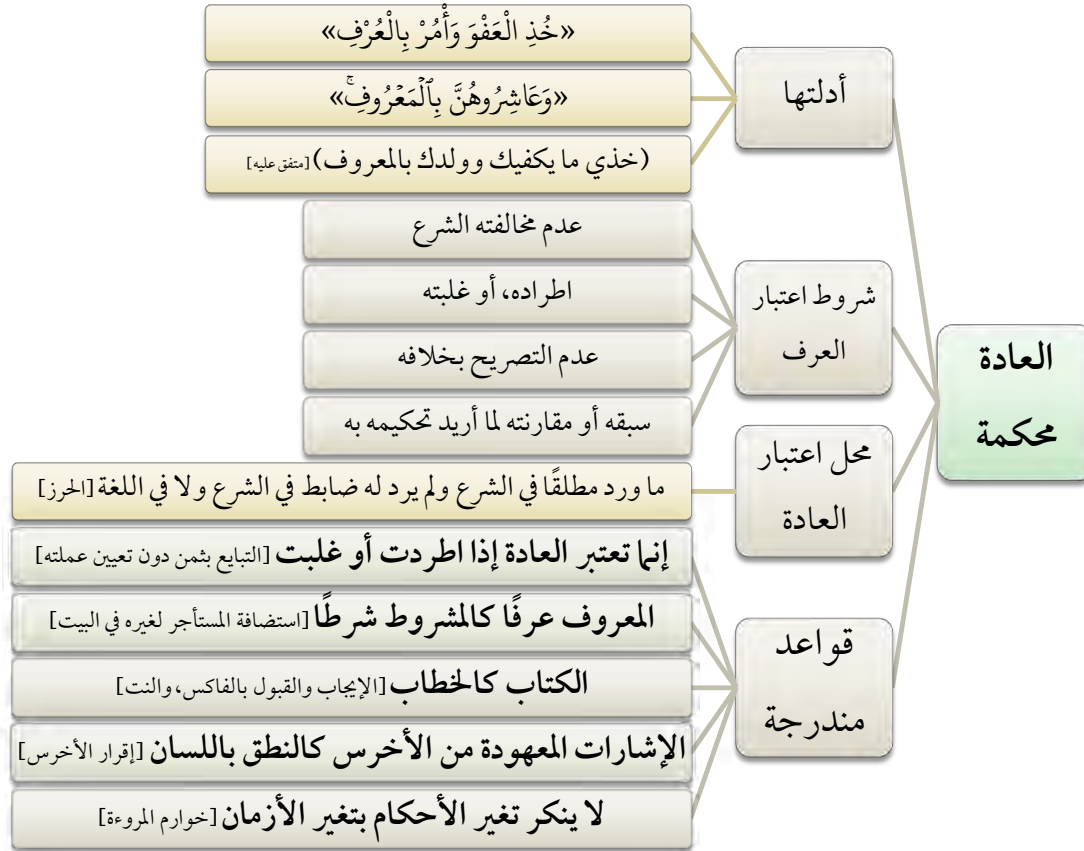 العادة
محكمة
أدلتها
«خُذِ الْعَفْوَ وَأْمُرْ بِالْعُرْفِ»
«وَعَاشِرُوهُنَّ بِٱلْمَعْرُوفِۚ»
(خذي ما يكفيك وولدك بالمعروف) [متفق عليه]
شروط اعتبار
العرف
عدم مخالفته الشرع
اطراده، أو غلبته
عدم التصريح بخلافه
سبقه أو مقارنته لما أريد تحكيمه به
محل اعتبار
العادة
ما ورد مطلقًا في الشرع ولم يرد له ضابط في الشرع ولا في اللغة [الحرز]
قواعد
مندرجة
إنما تعتبر العادة إذا اطردت أو غلبت [التبايع بثمن دون تعيين عملته]
المعروف عرفًا كالمشروط شرطًا [استضافة المستأجر لغيره في البيت]
الكتاب كالخطاب [الإيجاب والقبول بالفاكس، والنت]
الإشارات المعهودة من الأخرس كالنطق باللسان [إقرار الأخرس]
لا ينكر تغير الأحكام بتغير الأزمان [خوارم المروءة]